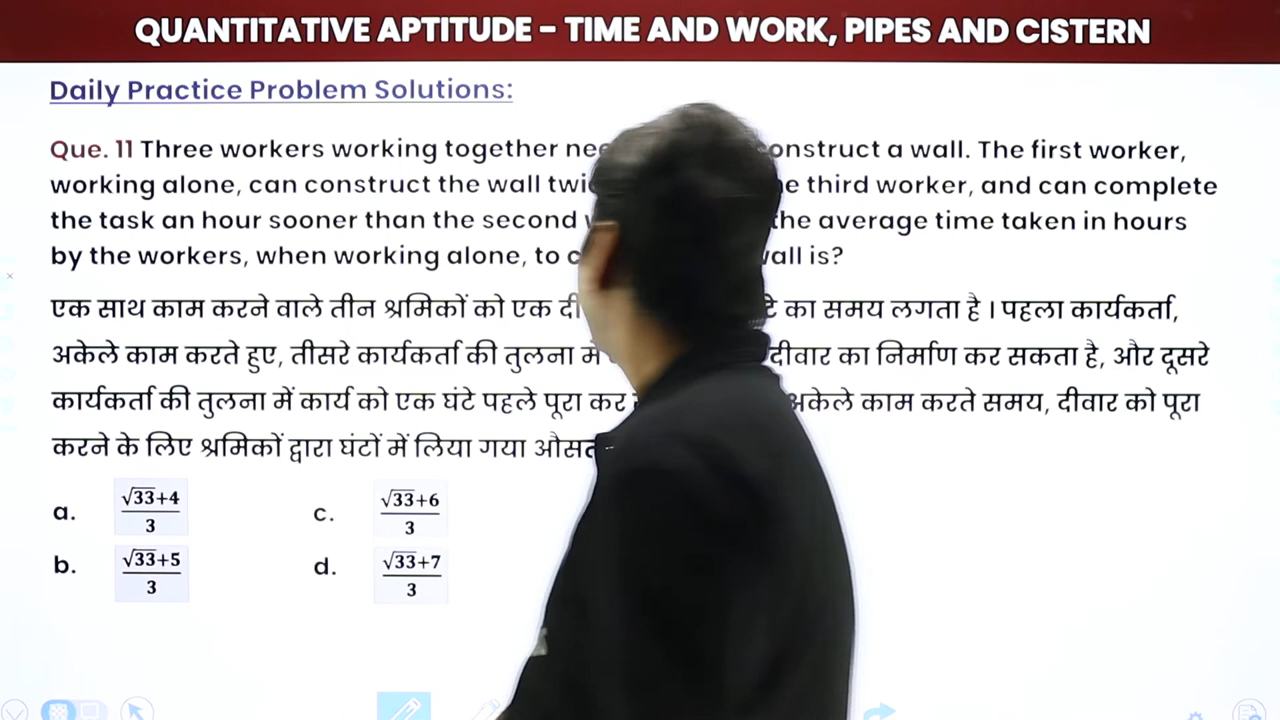 QUANTITATIVE APTITUDE – TIME AND WORK, PIPES AND CISTERN
Daily Practice Problem Solutions:
Que. 11 Three workers working together construct a wall. The first worker,
working alone, can construct the wall third worker, and can complete
the task an hour sooner than the second the average time taken in hours
by the workers, when working alone, to is?
एक साथ काम करने वाले तीन श्रमिकों को एक का समय लगता है । पहला कार्यकर्ता,
अकेले काम करते हुए, तीसरे कार्यकर्ता की तुलना दीवार का निर्माण कर सकता है, और दूसरे
कार्यकर्ता की तुलना में कार्य को एक घंटे पहले पूरा कर अकेले काम करते समय, दीवार को पूरा
करने के लिए श्रमिकों द्वारा घंटों में लिया गया औसत
a. (√33+4)/3 c. (√33+6)/3
b. (√33+5)/3 d. (√33+7)/3